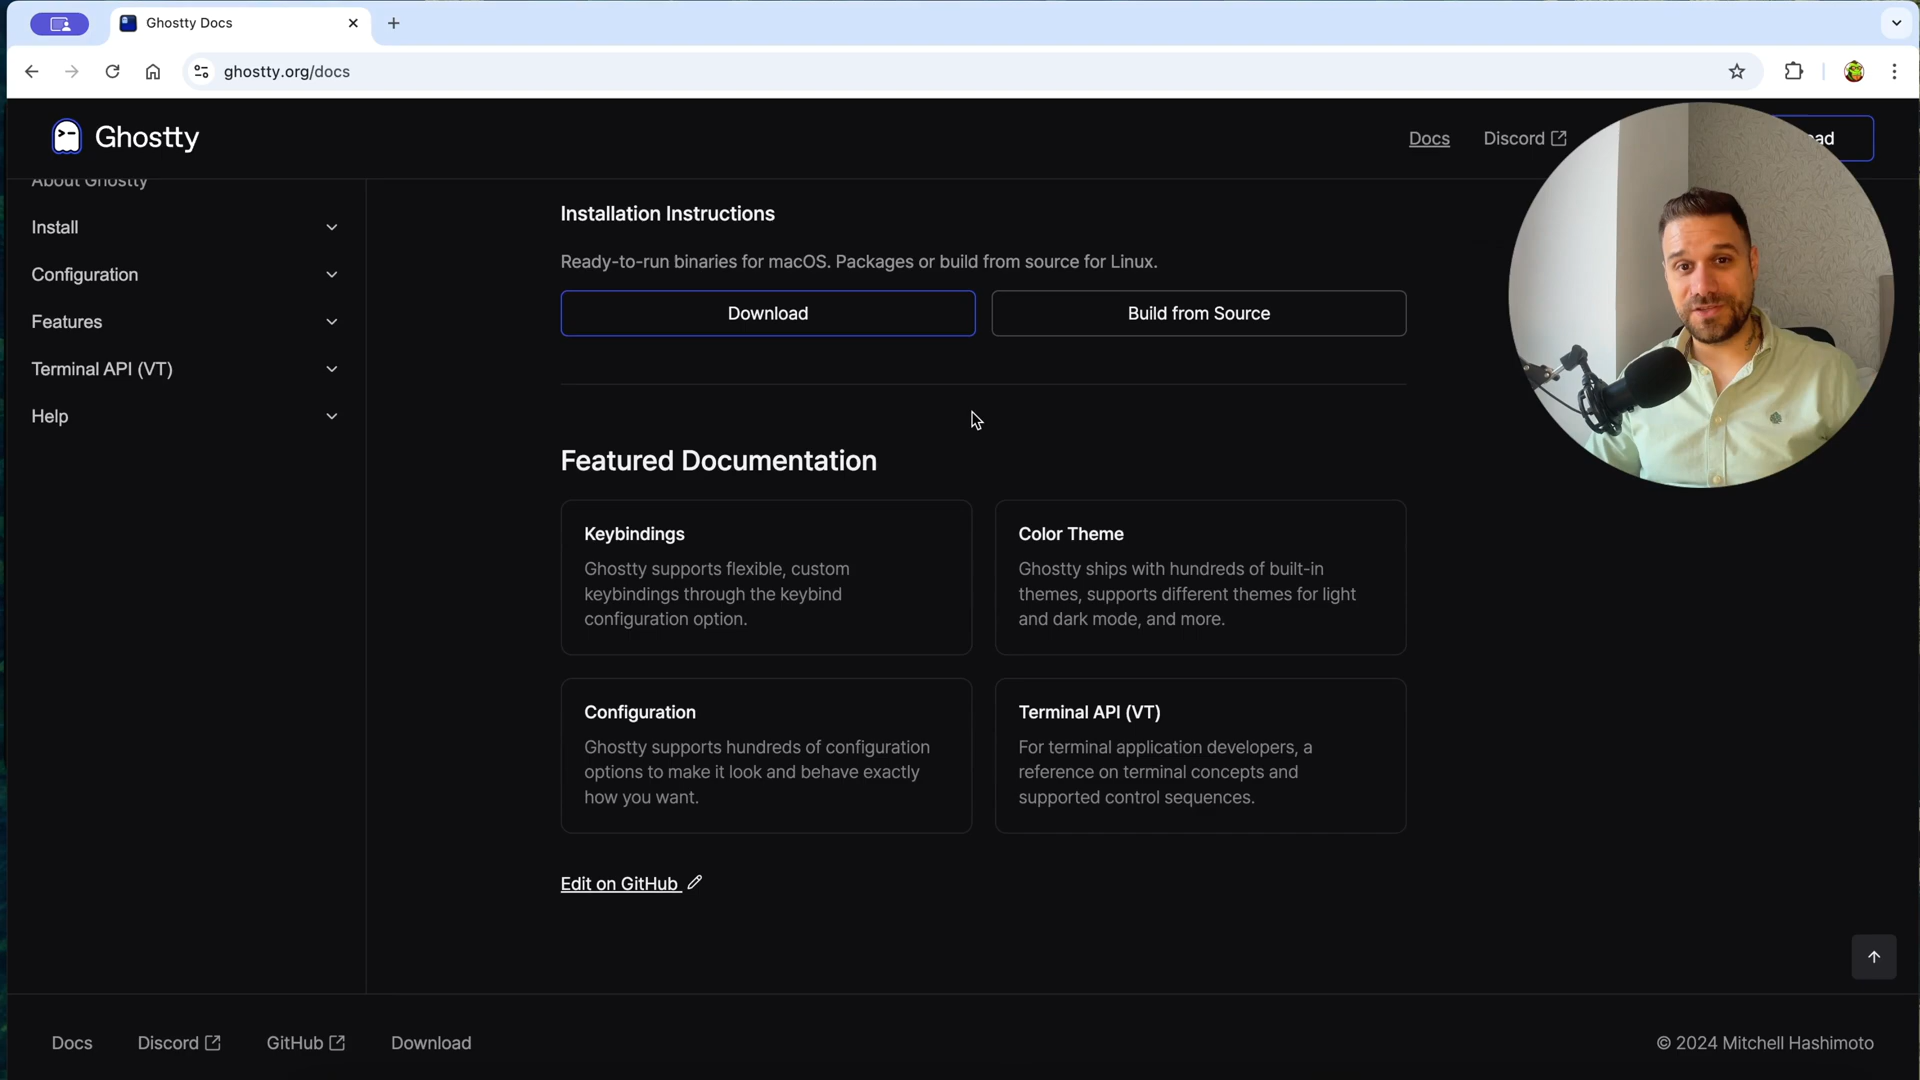 Ghostty Docs
ghostty.org/docs
Ghostty
Docs
Discord
ad
About Ghostty
Install
Configuration
Features
Terminal API (VT)
Help
Installation Instructions
Ready-to-run binaries for macOS. Packages or build from source for Linux.
Download
Build from Source
Featured Documentation
Keybindings
Ghostty supports flexible, custom
keybindings through the keybind
configuration option.
Color Theme
Ghostty ships with hundreds of built-in
themes, supports different themes for light
and dark mode, and more.
Configuration
Ghostty supports hundreds of configuration
options to make it look and behave exactly
how you want.
Terminal API (VT)
For terminal application developers, a
reference on terminal concepts and
supported control sequences.
Edit on GitHub
Docs
Discord
GitHub
Download
© 2024 Mitchell Hashimoto